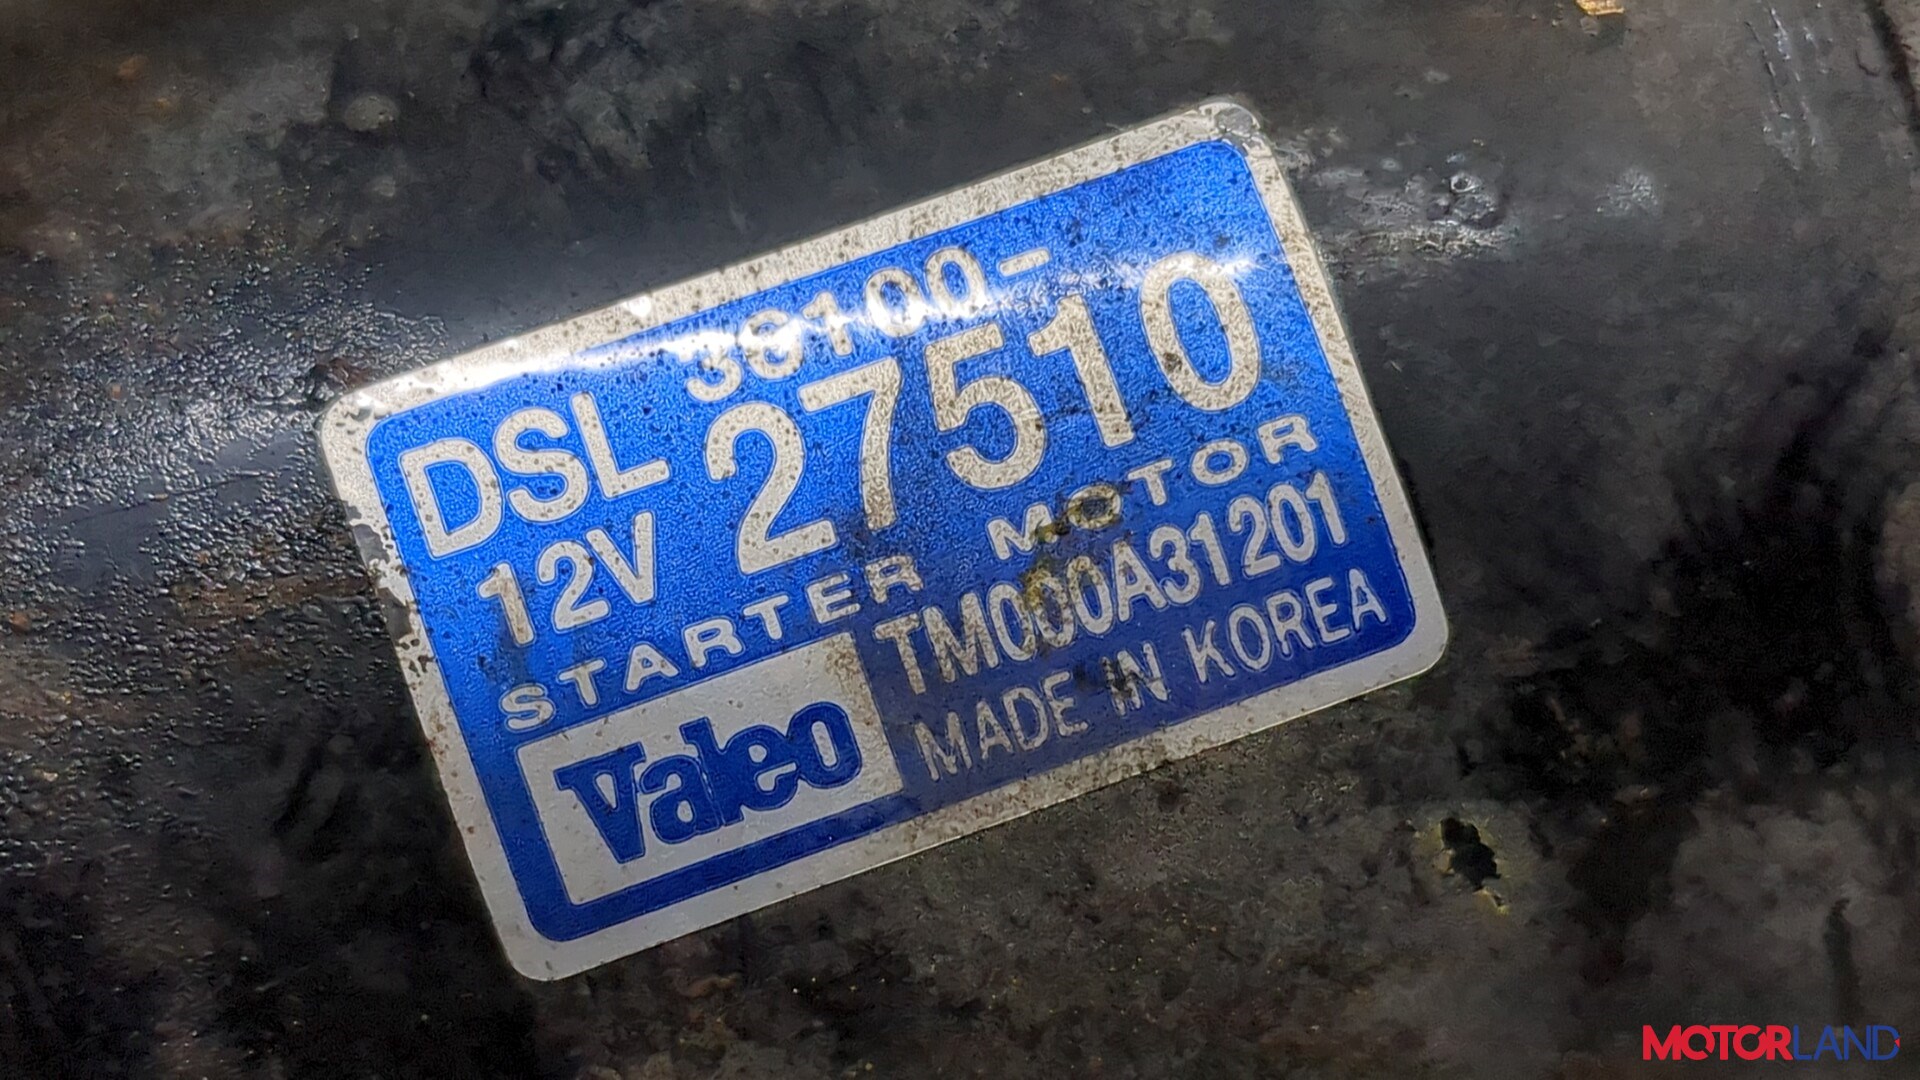 36100-
DSL 27510
12V
STARTER MOTOR
Valeo TM000A31201
MADE IN KOREA
MOTORLAND